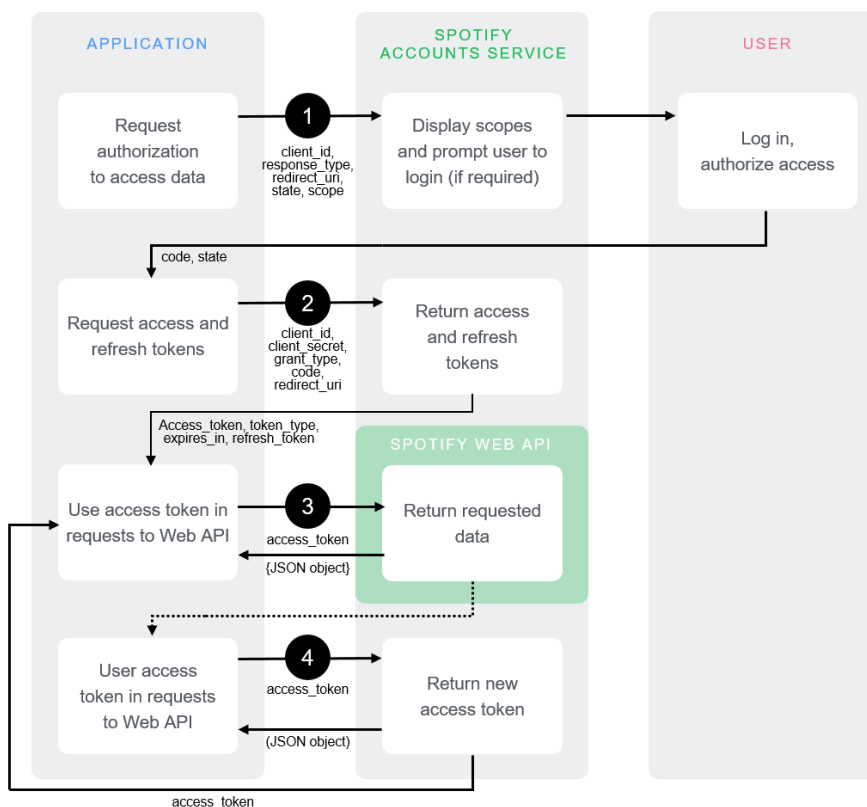 APPLICATION
SPOTIFY
ACCOUNTS SERVICE
USER
Request
authorization
to access data
1
client_id,
response_type,
redirect_uri,
state, scope
Display scopes
and prompt user to
login (if required)
Log in,
authorize access
code, state
Request access and
refresh tokens
2
client_id,
client_secret,
grant_type,
code,
redirect_uri
Return access
and refresh
tokens
Access_token, token_type,
expires_in, refresh_token
SPOTIFY WEB API
Use access token in
requests to Web API
3
access_token
{JSON object}
Return requested
data
User access
token in requests
to Web API
4
access_token
(JSON object)
Return new
access token
access_token